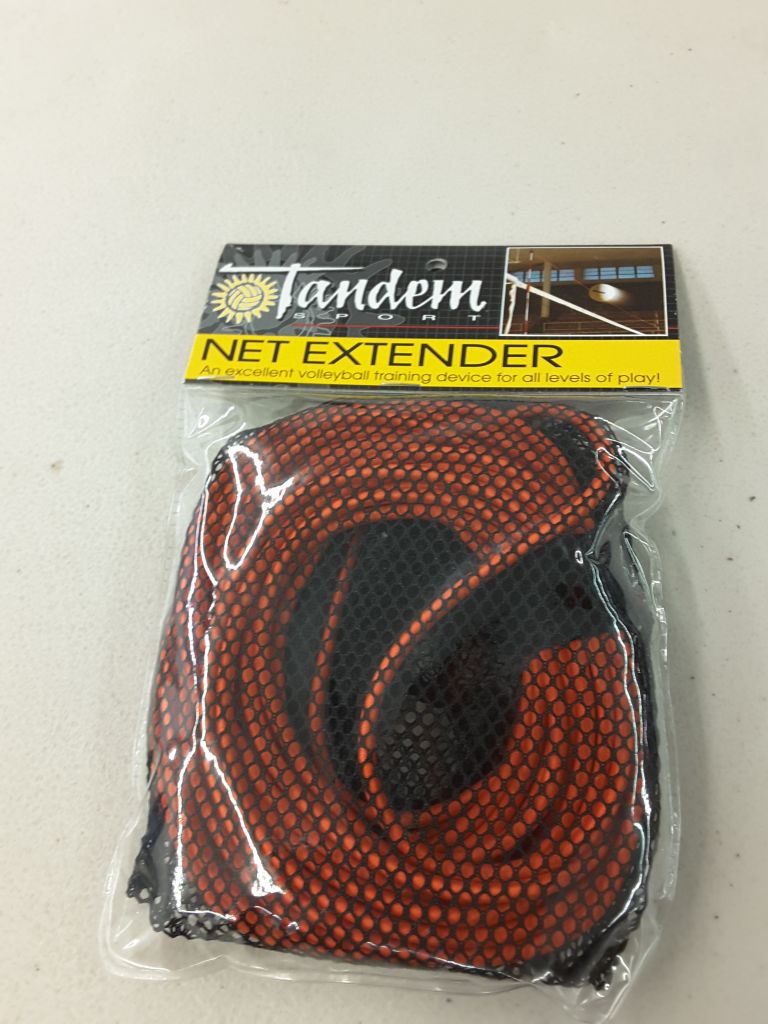 Tandem
SPORT
NET EXTENDER
An excellent volleyball training device for all levels of play!